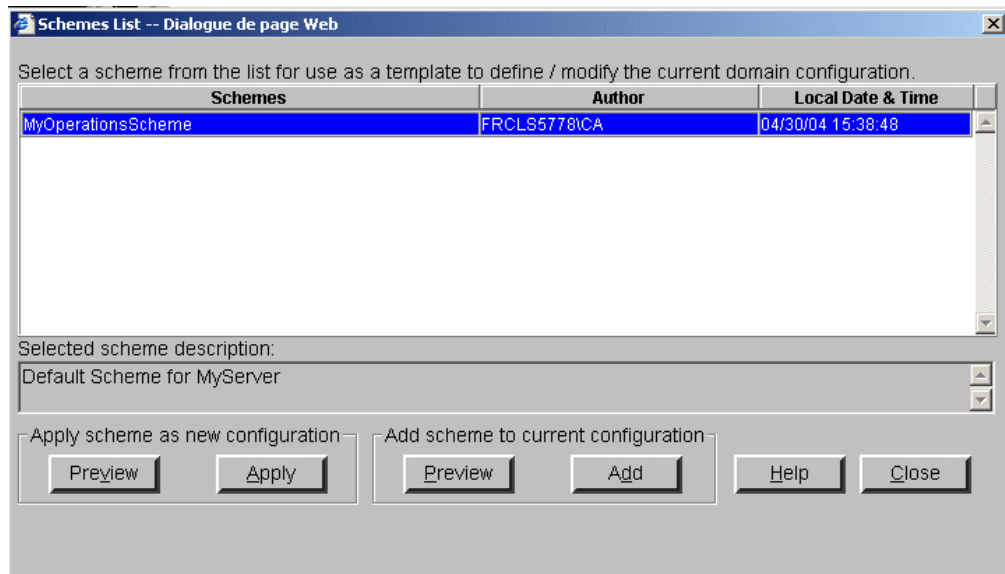 Schemes List -- Dialogue de page Web
Select a scheme from the list for use as a template to define / modify the current domain configuration.
Schemes Author Local Date & Time
MyOperationsScheme FRCLS5778\CA 04/30/04 15:38:48
Selected scheme description:
Default Scheme for MyServer
Apply scheme as new configuration Add scheme to current configuration
Preview Apply Preview Add Help Close